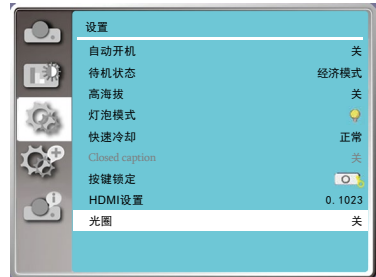 设置
自动开机 关
待机状态 经济模式
高海拔 关
灯泡模式
快速冷却 正常
Closed caption 关
按键锁定
HDMI设置 0. 1023
光圈 关